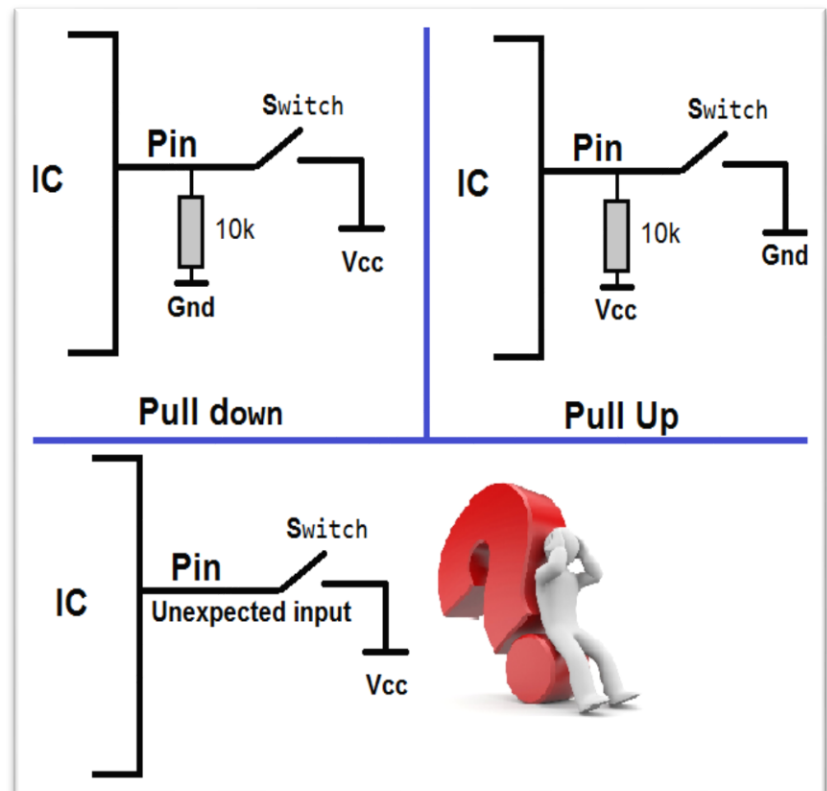 Switch
Pin
IC
10k
Vcc
Gnd
Pull down
Switch
Pin
IC
10k
Gnd
Vcc
Pull Up
Switch
Pin
IC
Unexpected input
Vcc